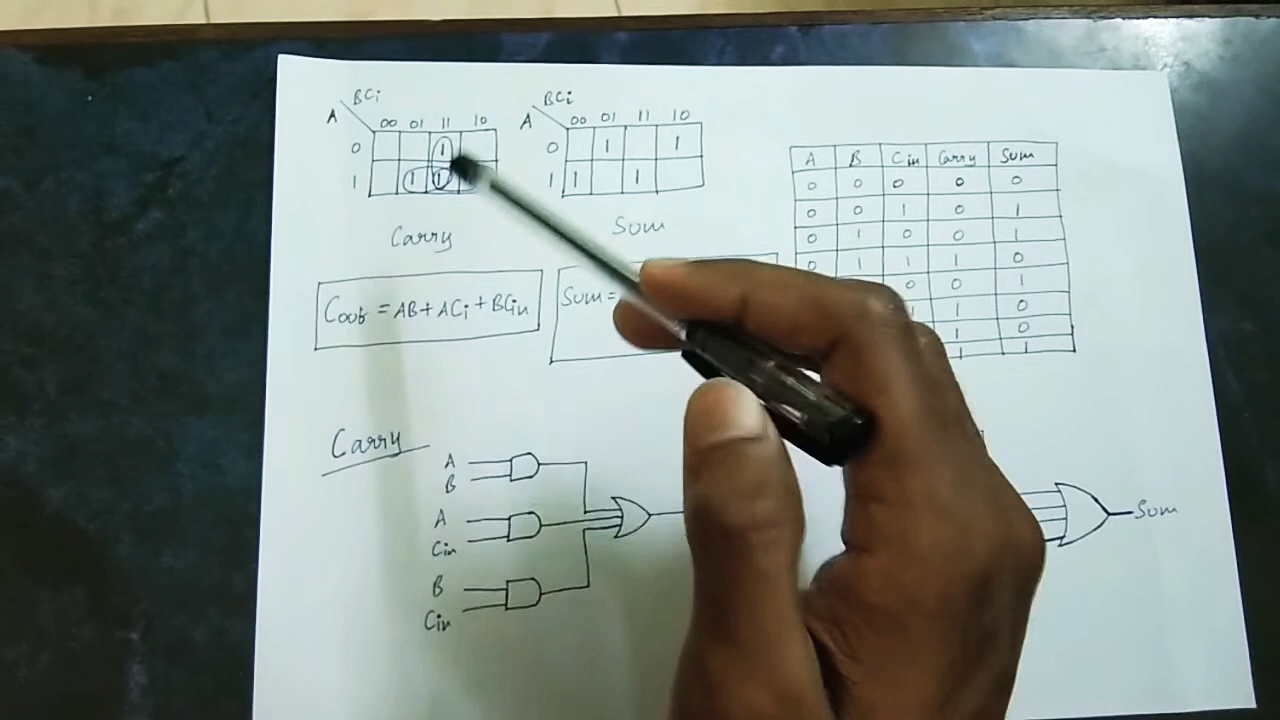 BCi
A 00 01 11 10
0 1
1 1 1
Carry
BCi
A 00 01 11 10
0 1 1
1 1 1
Sum
A B Cin Carry Sum
0 0 0 0 0
0 0 1 0 1
0 1 0 0 1
0 1 1 1 0
0 0 1
1 1 0
1 0
1 1
Cout = AB + ACi + BCin
Sum =
Carry
A
B
A
Cin
B
Cin
Sum